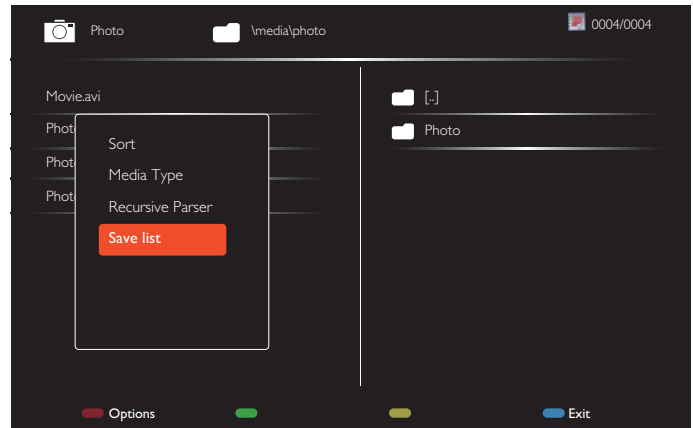 Photo
\media\photo
0004/0004
Movie.avi
[..]
Phot
Photo
Phot
Phot
Sort
Media Type
Recursive Parser
Save list
Options
Exit